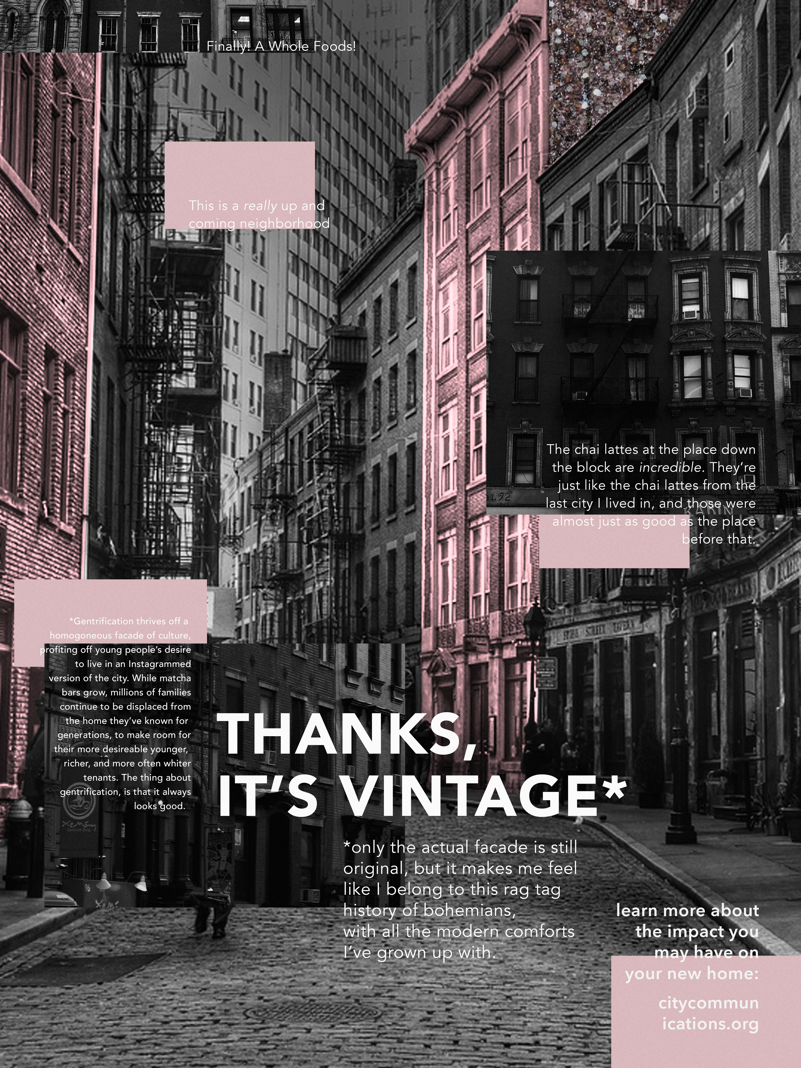 Finally! A Whole Foods!
This is a really up and
coming neighborhood
The chai lattes at the place down
the block are incredible. They're
just like the chai lattes from the
last city I lived in, and those were
almost just as good as the place
before that.
*Gentrification thrives off a
homogoneous facade of culture,
profiting off young people's desire
to live in an Instagrammed
version of the city. While matcha
bars grow, millions of families
continue to be displaced from
the home they've known for
generations, to make room for
their more desireable younger,
richer, and more often whiter
tenants. The thing about
gentrification, is that it always
looks good.
THANKS,
IT'S VINTAGE*
*only the actual facade is still
original, but it makes me feel
like I belong to this rag tag
history of bohemians,
with all the modern comforts
I've grown up with.
learn more about
the impact you
may have on
your new home:
citycommun
ications.org